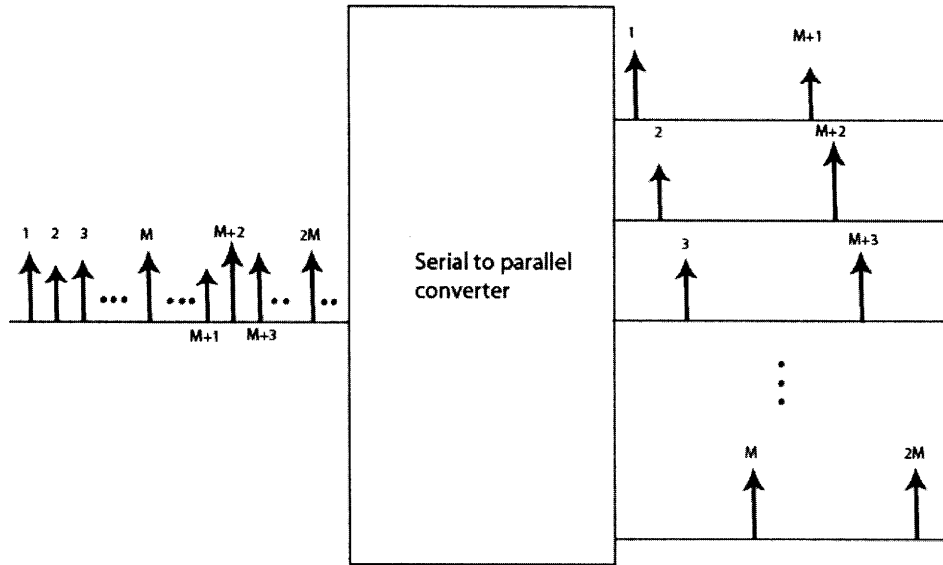 1 M+1
2 M+2
3 M+3
M 2M
1 2 3 M M+2 2M
M+1 M+3
Serial to parallel
converter